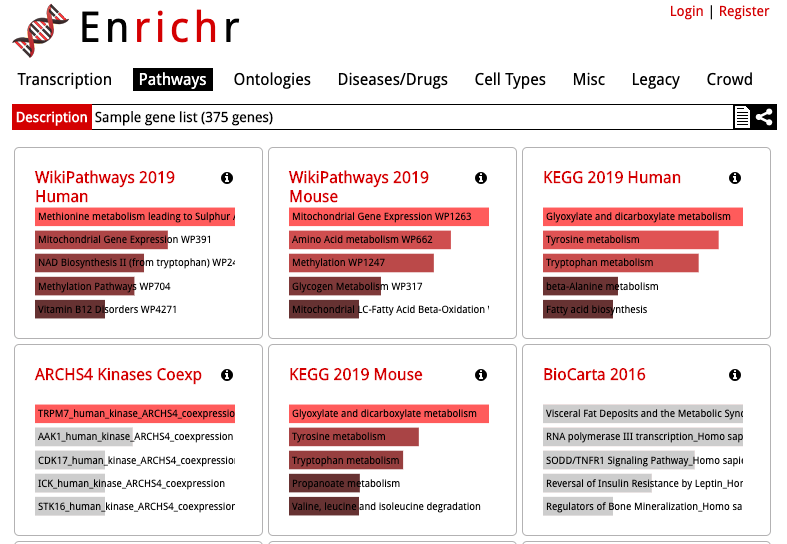 Login | Register
Enrichr
Transcription Pathways Ontologies Diseases/Drugs Cell Types Misc Legacy Crowd
Description Sample gene list (375 genes)
WikiPathways 2019 Human
Methionine metabolism leading to Sulphur
Mitochondrial Gene Expression WP391
NAD Biosynthesis II (from tryptophan)
Methylation Pathways WP704
Vitamin B12 Disorders WP4271
WikiPathways 2019 Mouse
Mitochondrial Gene Expression WP1263
Amino Acid metabolism WP662
Methylation WP1247
Glycogen Metabolism WP317
Mitochondrial LC-Fatty Acid Beta-Oxidation
KEGG 2019 Human
Glyoxylate and dicarboxylate metabolism
Tyrosine metabolism
Tryptophan metabolism
beta-Alanine metabolism
Fatty acid biosynthesis
ARCHS4 Kinases Coexp
TRPM7_human_kinase_ARCHS4_coexpressio
AAK1_human_kinase_ARCHS4_coexpression
CDK17_human_kinase_ARCHS4_coexpressio
ICK_human_kinase_ARCHS4_coexpression
STK16_human_kinase_ARCHS4_coexpressio
KEGG 2019 Mouse
Glyoxylate and dicarboxylate metabolism
Tyrosine metabolism
Tryptophan metabolism
Propanoate metabolism
Valine, leucine and isoleucine degradation
BioCarta 2016
Visceral Fat Deposits and the Metabolic Sync
RNA polymerase III transcription_Homo sap
SODD/TNFR1 Signaling Pathway_Homo sapi
Reversal of Insulin Resistance by Leptin_Hor
Regulators of Bone Mineralization_Homo sa